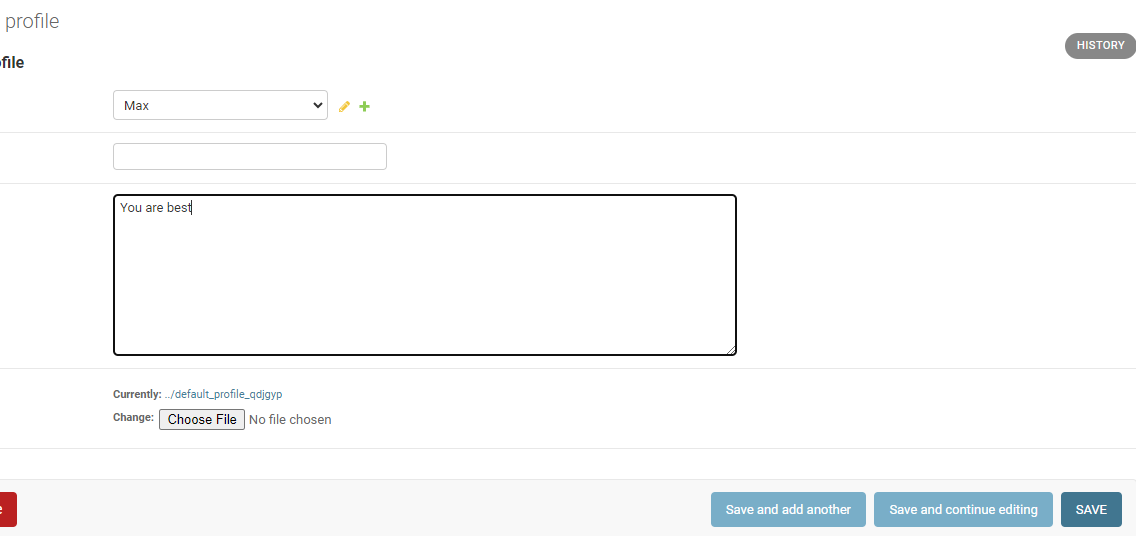 profile
HISTORY
file
Max
You are best
Currently: ../default_profile_qdjgyp
Change: Choose File No file chosen
e Save and add another Save and continue editing SAVE